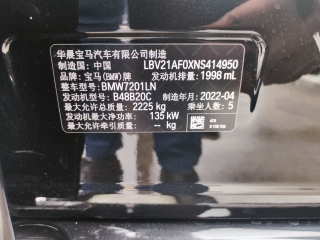 华晨宝马汽车有限公司制造
制造国：中国 LBV21AF0XNS414950
品牌：宝马(BMW)牌 发动机排量：1998 mL
整车型号：BMW7201LN
发动机型号：B48B20C 制造年月：2022-04
最大允许总质量：2225 kg 乘坐人数：5
发动机最大净功率：135 kW
最大允许牵引质量：-- kg